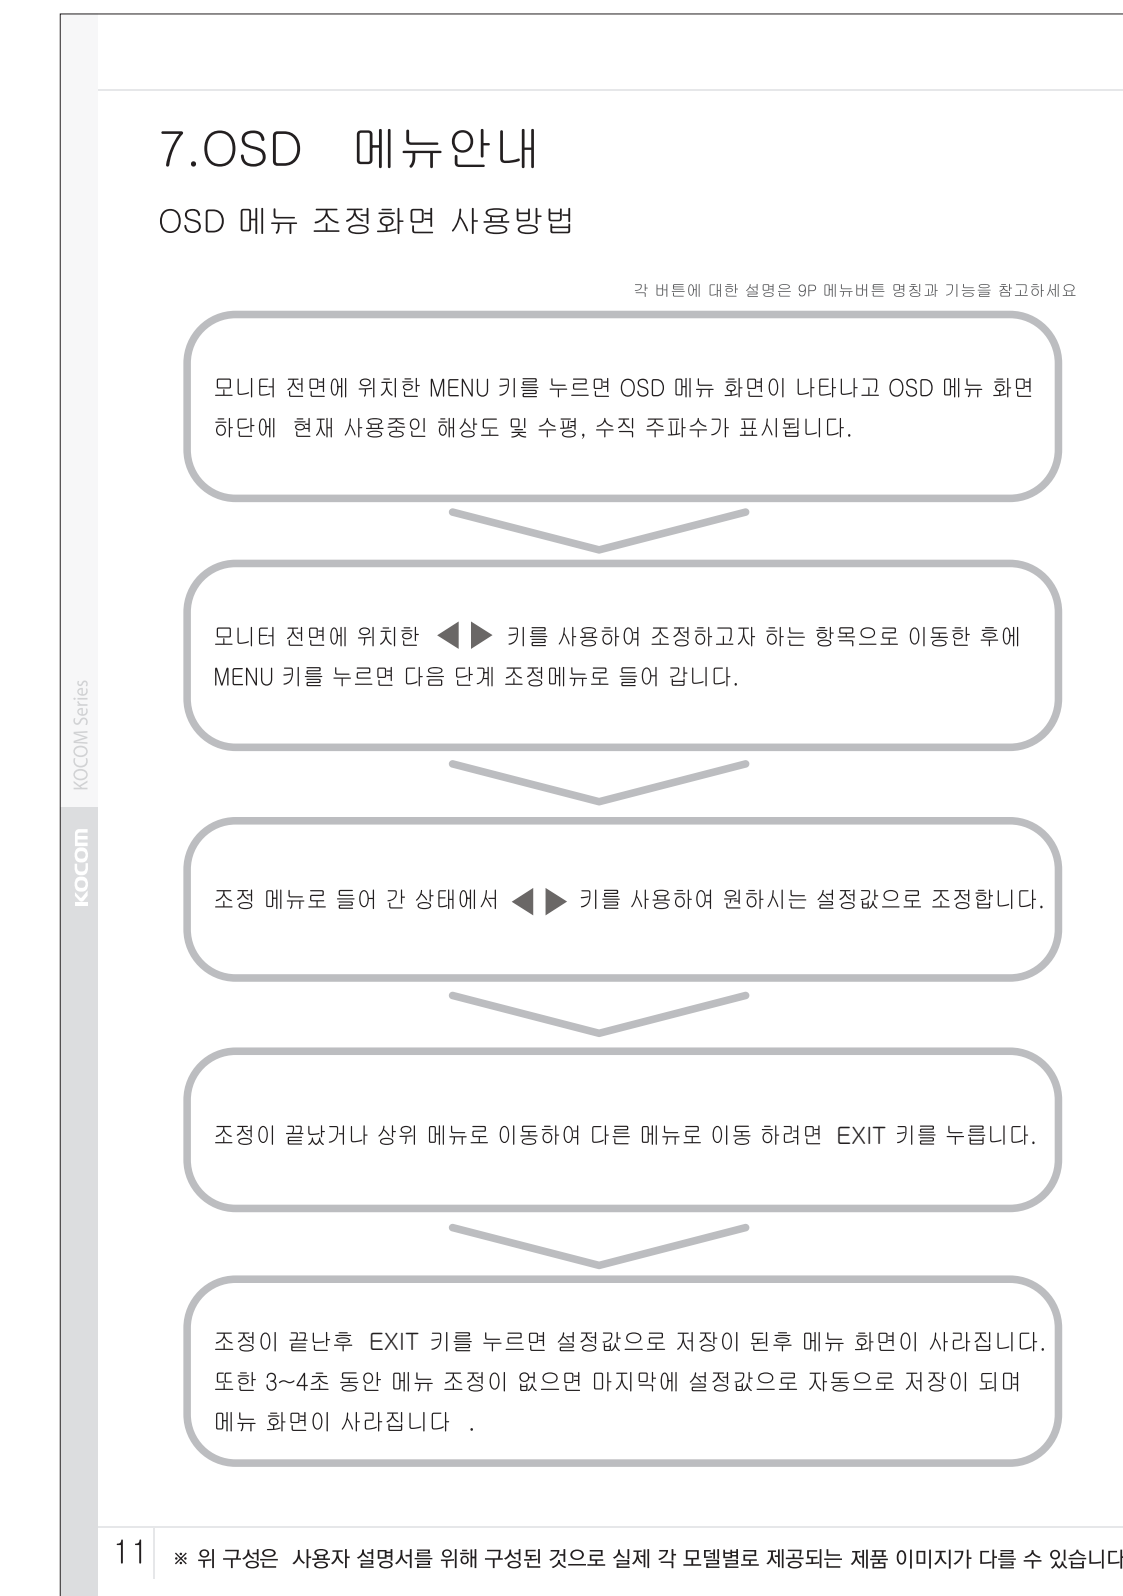 7.OSD 메뉴안내
OSD 메뉴 조정화면 사용방법
각 버튼에 대한 설명은 9P 메뉴버튼 명칭과 기능을 참고하세요
모니터 전면에 위치한 MENU 키를 누르면 OSD 메뉴 화면이 나타나고 OSD 메뉴 화면
하단에 현재 사용중인 해상도 및 수평, 수직 주파수가 표시됩니다.
모니터 전면에 위치한 ◀ ▶ 키를 사용하여 조정하고자 하는 항목으로 이동한 후에
MENU 키를 누르면 다음 단계 조정메뉴로 들어 갑니다.
조정 메뉴로 들어 간 상태에서 ◀ ▶ 키를 사용하여 원하시는 설정값으로 조정합니다.
조정이 끝났거나 상위 메뉴로 이동하여 다른 메뉴로 이동 하려면 EXIT 키를 누릅니다.
조정이 끝난후 EXIT 키를 누르면 설정값으로 저장이 된후 메뉴 화면이 사라집니다.
또한 3~4초 동안 메뉴 조정이 없으면 마지막에 설정값으로 자동으로 저장이 되며
메뉴 화면이 사라집니다 .
KOCOM Series
KOCOM
11
※ 위 구성은 사용자 설명서를 위해 구성된 것으로 실제 각 모델별로 제공되는 제품 이미지가 다를 수 있습니다